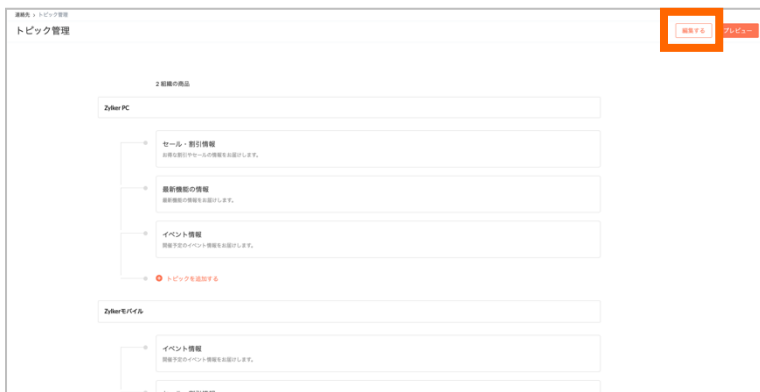 連絡先 › トピック管理
トピック管理
編集する
プレビュー
2 組織の商品
Zylker PC
セール・割引情報
お得な割引やセールの情報をお届けします。
最新機能の情報
最新機能の情報をお届けします。
イベント情報
開催予定のイベント情報をお届けします。
トピックを追加する
Zylkerモバイル
イベント情報
開催予定のイベント情報をお届けします。